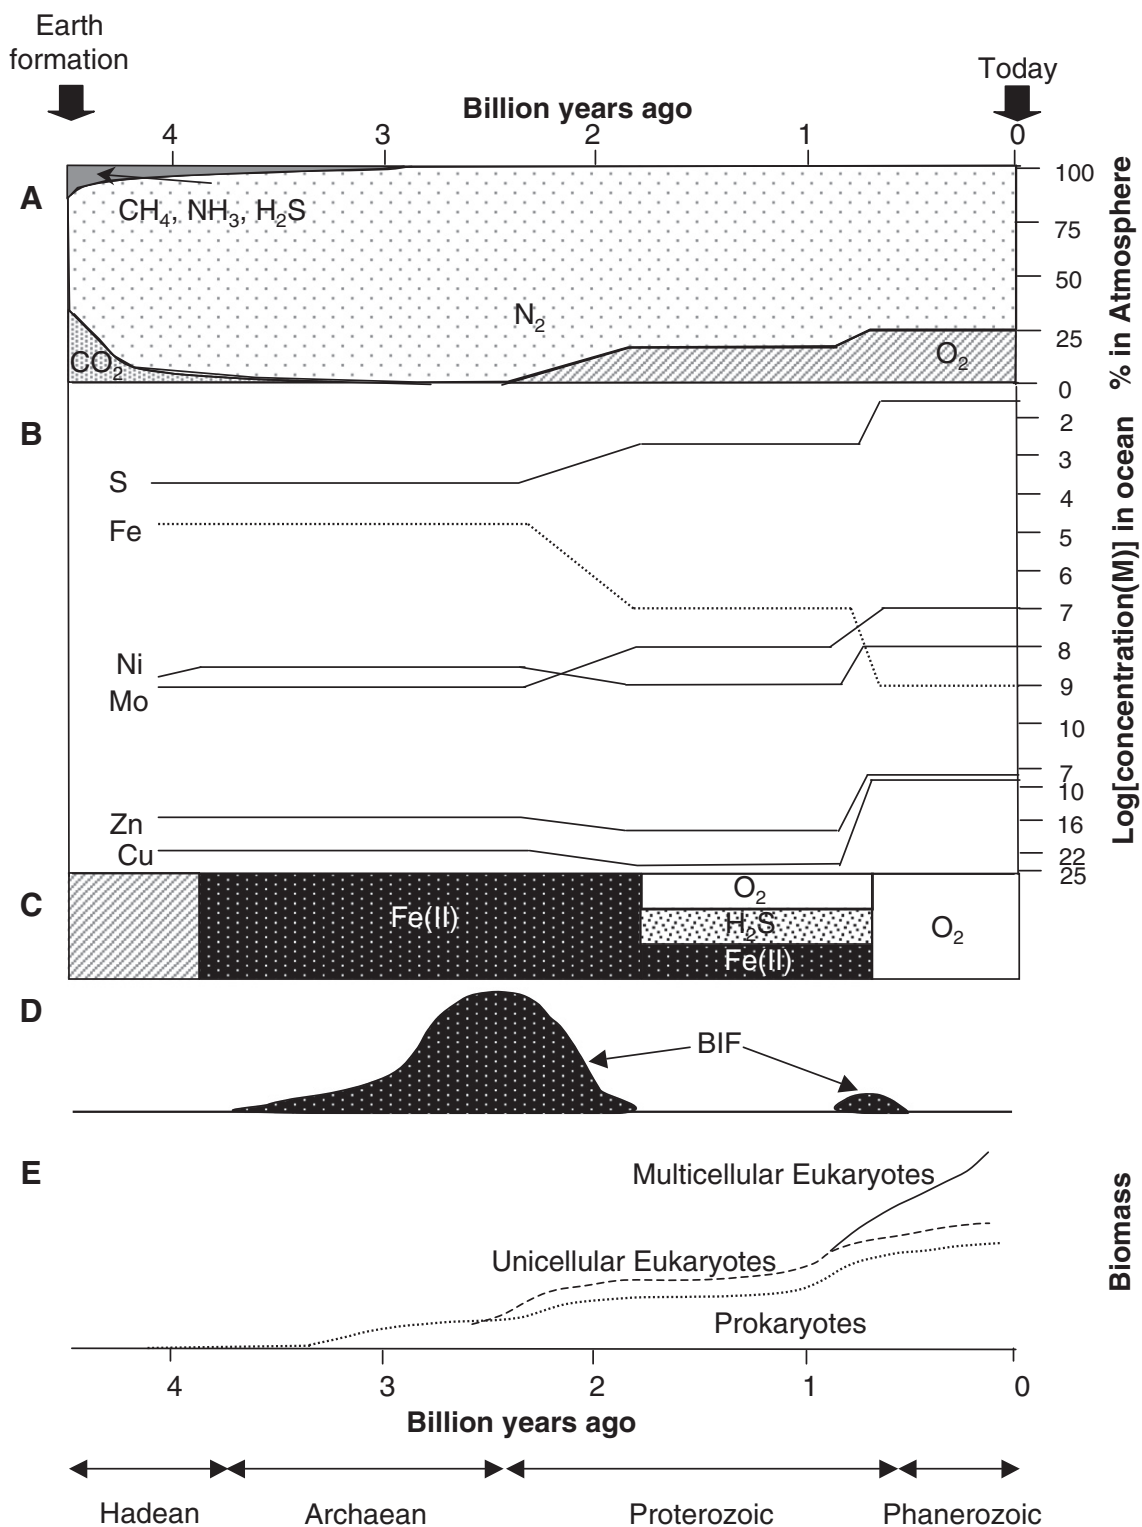 Earth
formation
Today
Billion years ago
4 3 2 1 0
A
CH₄, NH₃, H₂S
N₂
CO₂
O₂
100
75
50
25
0
% in Atmosphere
B
S
Fe
Ni
Mo
Zn
Cu
2
3
4
5
6
7
8
9
10
7
10
16
22
25
Log[concentration(M)] in ocean
C
Fe(II)
O₂
H₂S
Fe(II)
O₂
D
BIF
E
Multicellular Eukaryotes
Unicellular Eukaryotes
Prokaryotes
Biomass
4 3 2 1 0
Billion years ago
Hadean Archaean Proterozoic Phanerozoic